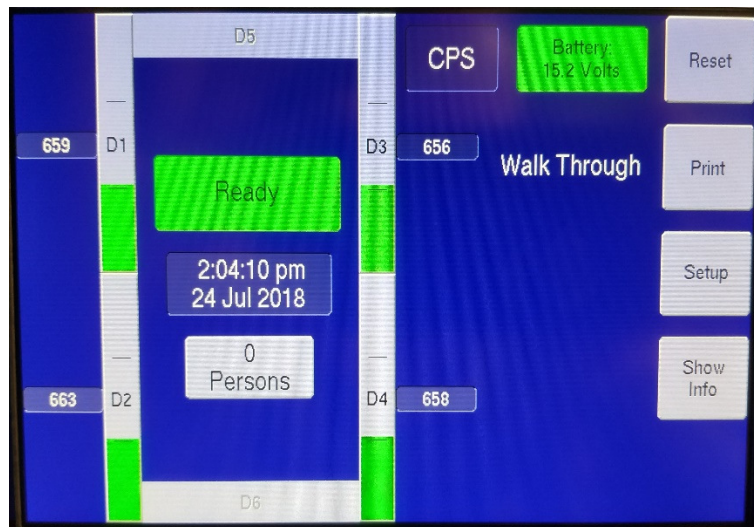 D5
CPS
Battery:
15.2 Volts
Reset
659
D1
D3
656
Walk Through
Print
Ready
2:04:10 pm
24 Jul 2018
Setup
0
Persons
Show
Info
663
D2
D4
658
D6